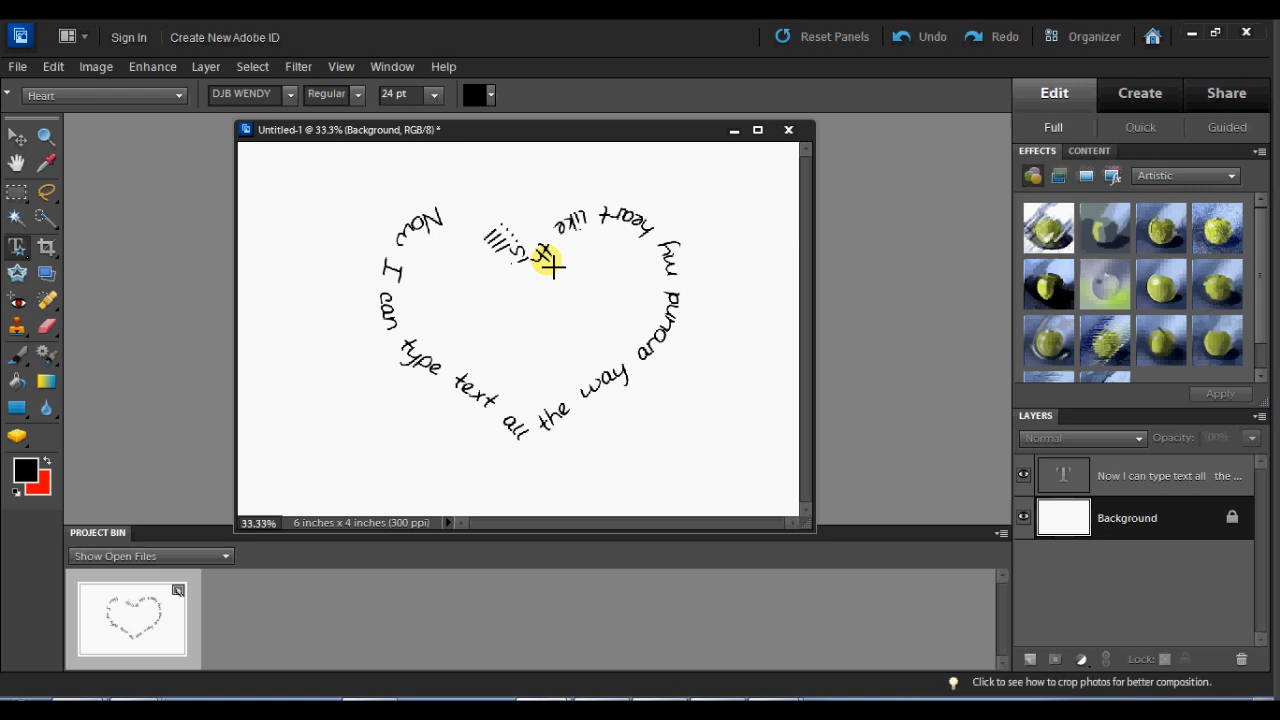 Sign In
Create New Adobe ID
Reset Panels
Undo
Redo
Organizer
File Edit Image Enhance Layer Select Filter View Window Help
Heart
DJB WENDY
Regular
24 pt
Edit
Create
Share
Full
Quick
Guided
Untitled-1 @ 33.3% (Background, RGB/8) *
EFFECTS
CONTENT
Artistic
Now I can type text all the way around my heart like
Apply
LAYERS
Normal
Opacity: 100%
T
Now I can type text all the ...
Background
33.33%
6 inches x 4 inches (300 ppi)
PROJECT BIN
Show Open Files
Lock:
Click to see how to crop photos for better composition.